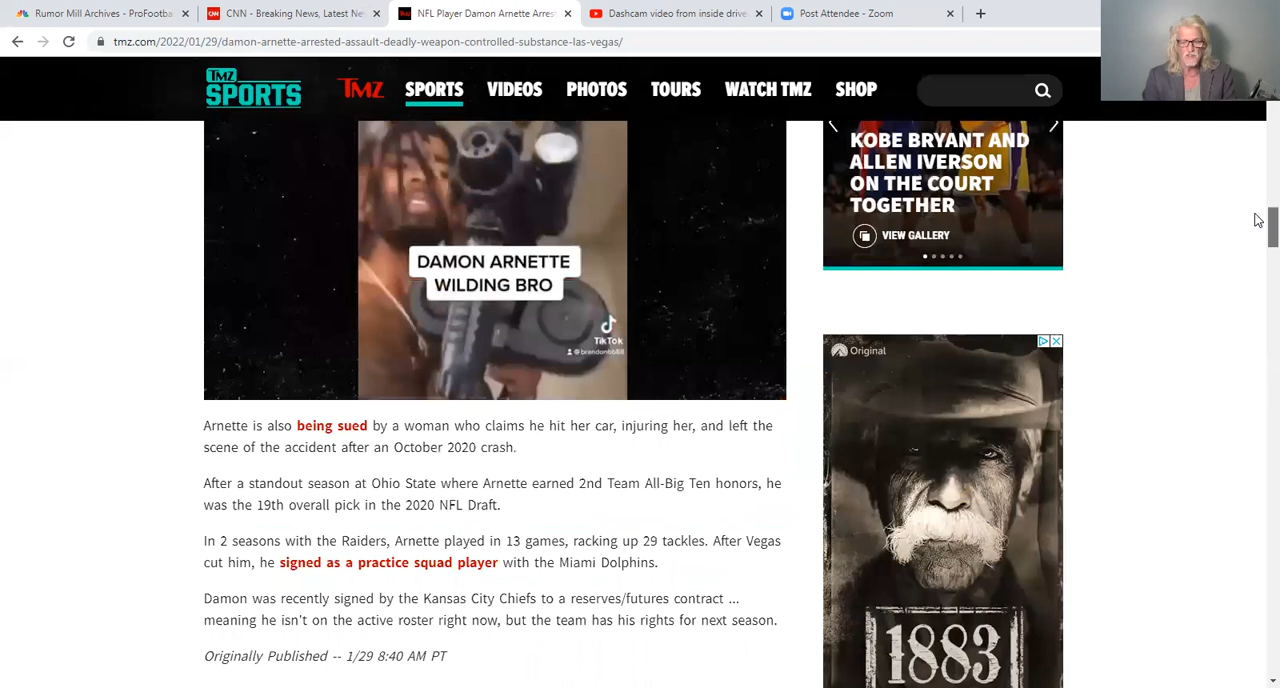 Rumor Mill Archives - ProFootba
CNN - Breaking News, Latest Ne
NFL Player Damon Arnette Arres
Dashcam video from inside drive
Post Attendee - Zoom
tmz.com/2022/01/29/damon-arnette-arrested-assault-deadly-weapon-controlled-substance-las-vegas/
TMZ
SPORTS
TMZ SPORTS VIDEOS PHOTOS TOURS WATCH TMZ SHOP
DAMON ARNETTE
WILDING BRO
TikTok
KOBE BRYANT AND
ALLEN IVERSON
ON THE COURT
TOGETHER
VIEW GALLERY
Arnette is also being sued by a woman who claims he hit her car, injuring her, and left the
scene of the accident after an October 2020 crash.
After a standout season at Ohio State where Arnette earned 2nd Team All-Big Ten honors, he
was the 19th overall pick in the 2020 NFL Draft.
In 2 seasons with the Raiders, Arnette played in 13 games, racking up 29 tackles. After Vegas
cut him, he signed as a practice squad player with the Miami Dolphins.
Damon was recently signed by the Kansas City Chiefs to a reserves/futures contract ...
meaning he isn't on the active roster right now, but the team has his rights for next season.
Originally Published -- 1/29 8:40 AM PT
Original
1883